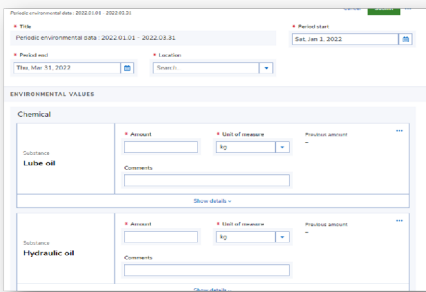 Periodic environmental data : 2022.01.01 - 2022.03.31
* Title
* Period start
Periodic environmental data : 2022.01.01 - 2022.03.31
Sat, Jan 1, 2022
* Period end
* Location
Thu, Mar 31, 2022
Search
ENVIRONMENTAL VALUES
Chemical
* Amount
* Unit of measure
Previous amount
kg
–
Substance
Lube oil
Comments
Show details
* Amount
* Unit of measure
Previous amount
kg
–
Substance
Hydraulic oil
Comments
Show details